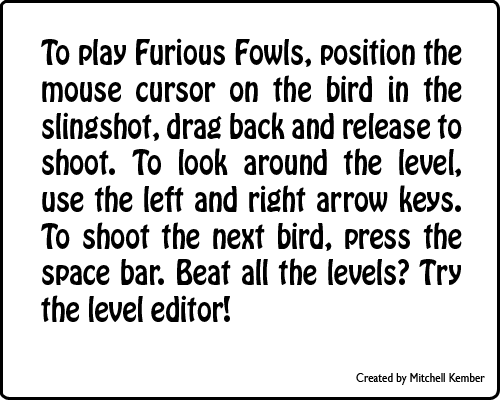 To play Furious Fowls, position the
mouse cursor on the bird in the
slingshot, drag back and release to
shoot. To look around the level,
use the left and right arrow keys.
To shoot the next bird, press the
space bar. Beat all the levels? Try
the level editor!
Created by Mitchell Kember